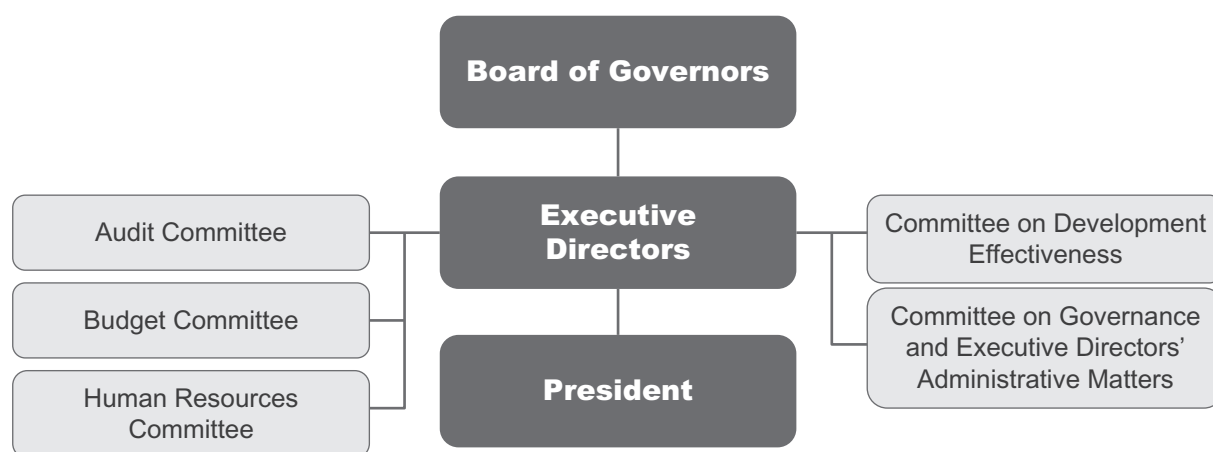 Board of Governors
Executive
Directors
President
Audit Committee
Budget Committee
Human Resources
Committee
Committee on Development
Effectiveness
Committee on Governance
and Executive Directors’
Administrative Matters